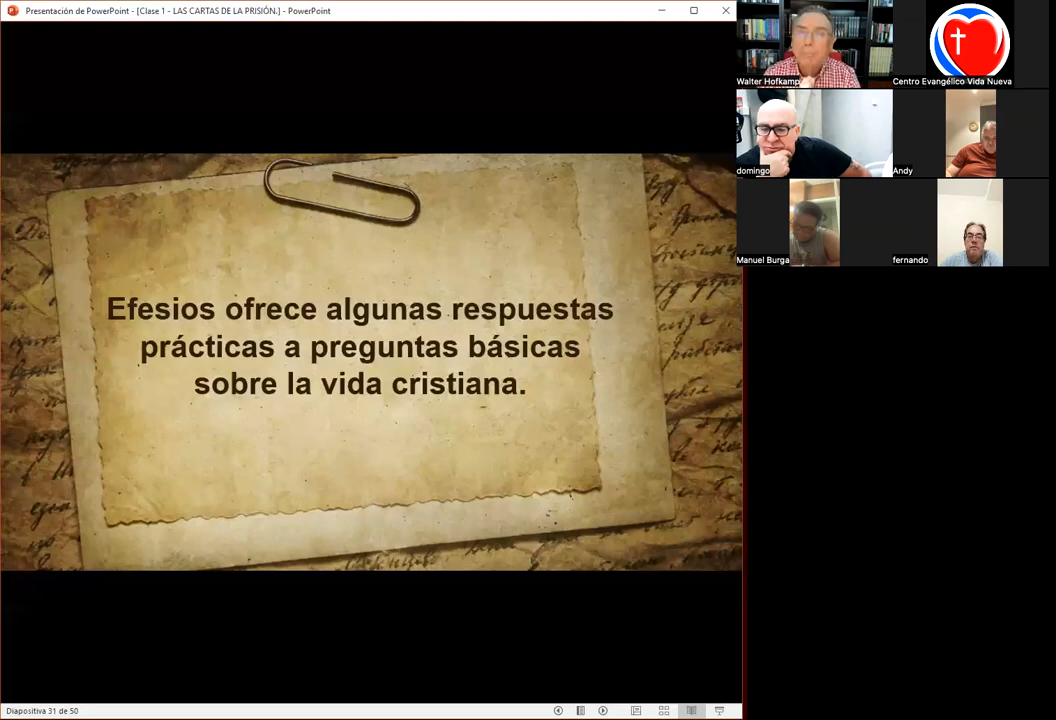 Presentación de PowerPoint - [Clase 1 - LAS CARTAS DE LA PRISIÓN.] - PowerPoint
Efesios ofrece algunas respuestas
prácticas a preguntas básicas
sobre la vida cristiana.
Walter Hofkamp
Centro Evangélico Vida Nueva
domingo
Andy
Manuel Burga
fernando
Diapositiva 31 de 50